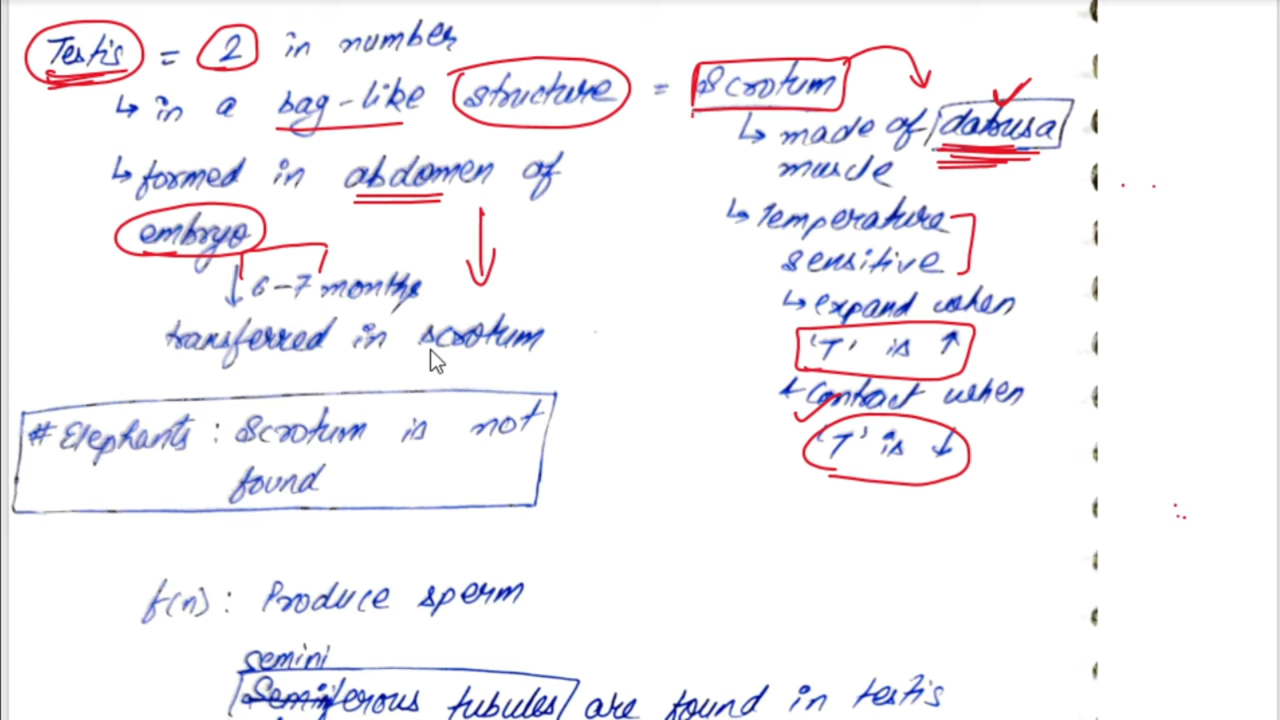 Testis = 2 in number
↳ in a bag-like structure = Scrotum
↳ made of datusa
muscle
↳ formed in abdomen of
embryo
↓ 6-7 months
transferred in scrotum
↳ Temperature
sensitive
↳ expand when
'T' is ↑
↳ Contract when
'T' is ↓
# Elephants : Scrotum is not
found
f(n) : Produce sperm
semini
Seminiferous tubules are found in testis